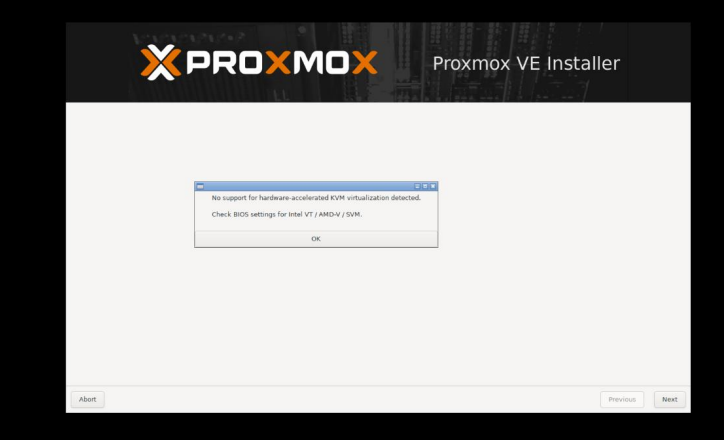 PROXMOX
Proxmox VE Installer
No support for hardware-accelerated KVM virtualization detected.
Check BIOS settings for Intel VT / AMD-V / SVM.
OK
Abort
Previous
Next